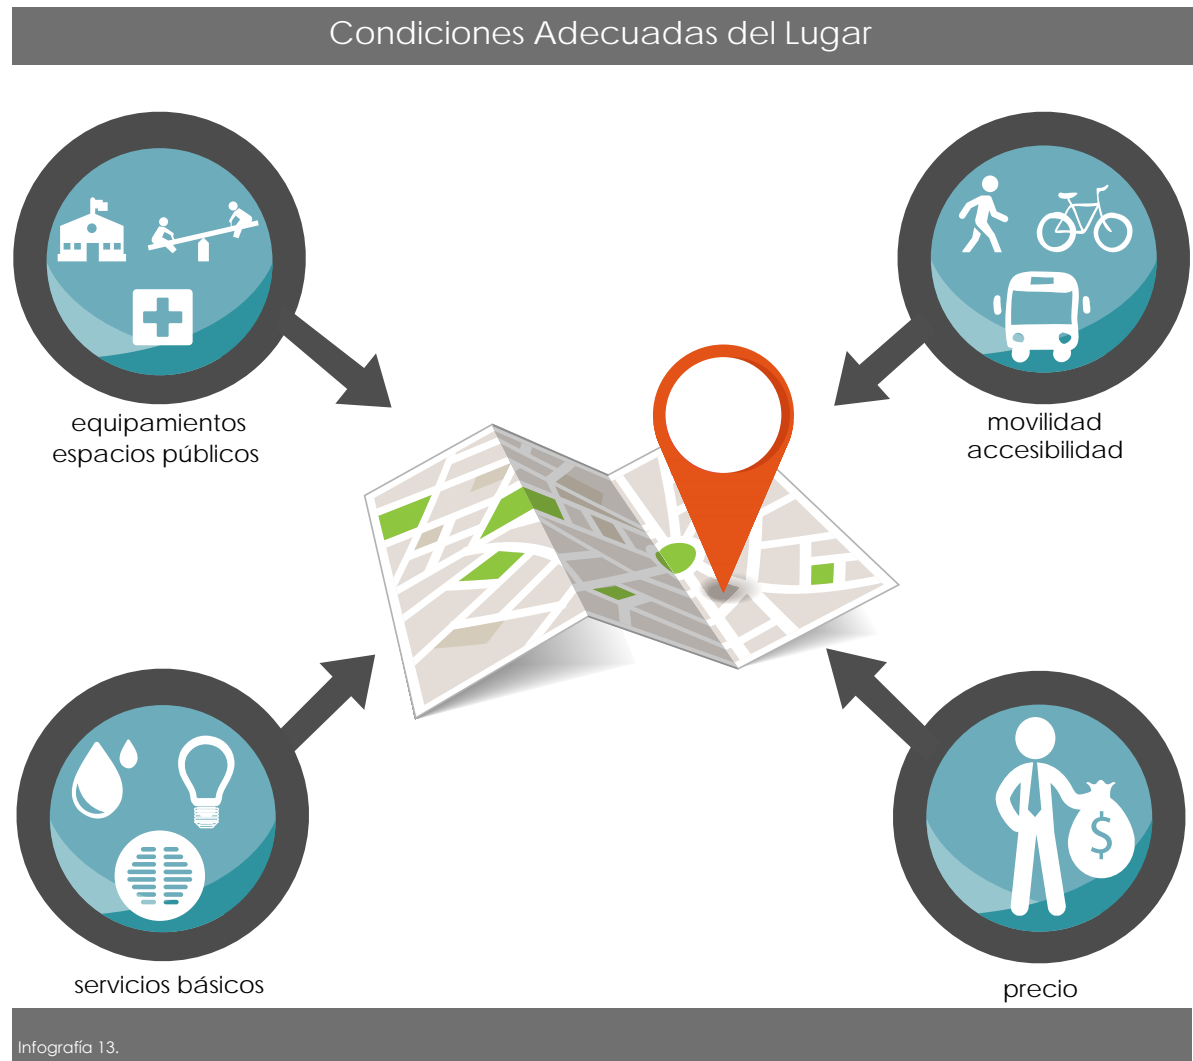 Condiciones Adecuadas del Lugar
equipamientos
espacios públicos
movilidad
accesibilidad
$
servicios básicos
precio
Infografía 13.